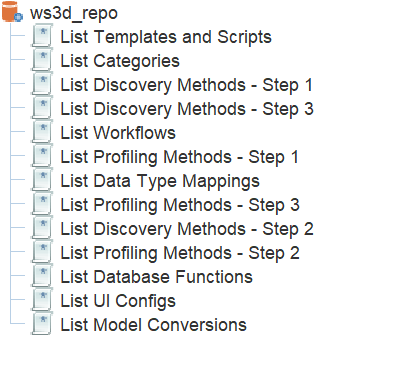 ws3d_repo
List Templates and Scripts
List Categories
List Discovery Methods - Step 1
List Discovery Methods - Step 3
List Workflows
List Profiling Methods - Step 1
List Data Type Mappings
List Profiling Methods - Step 3
List Discovery Methods - Step 2
List Profiling Methods - Step 2
List Database Functions
List UI Configs
List Model Conversions